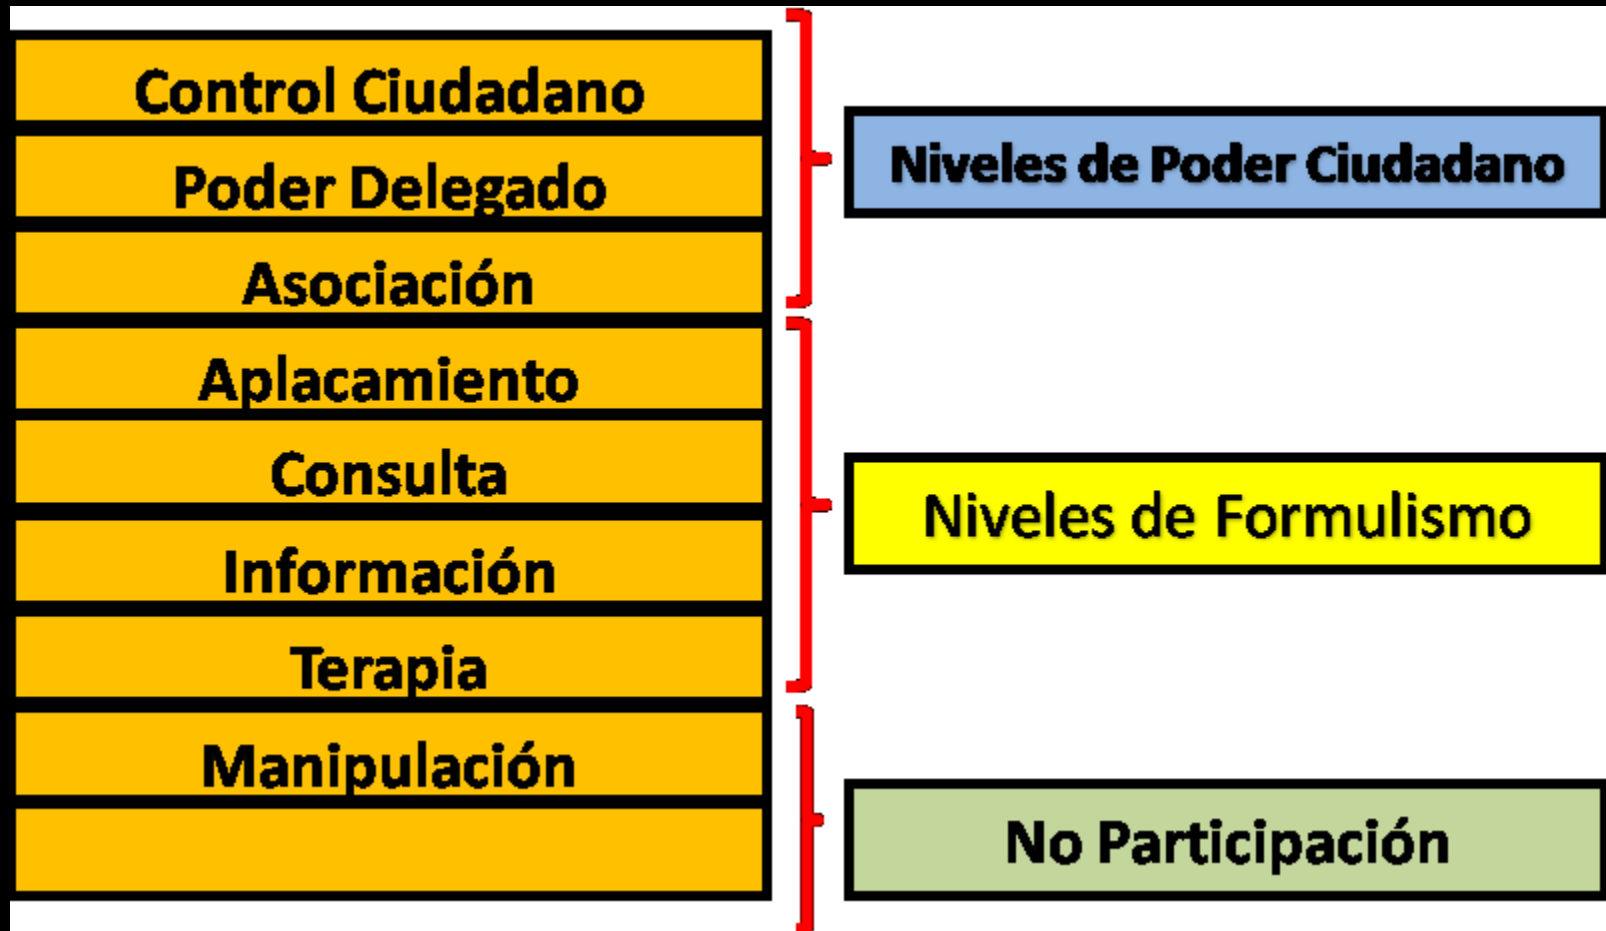 Control Ciudadano
Poder Delegado
Asociación
Aplacamiento
Consulta
Información
Terapia
Manipulación
Niveles de Poder Ciudadano
Niveles de Formulismo
No Participación